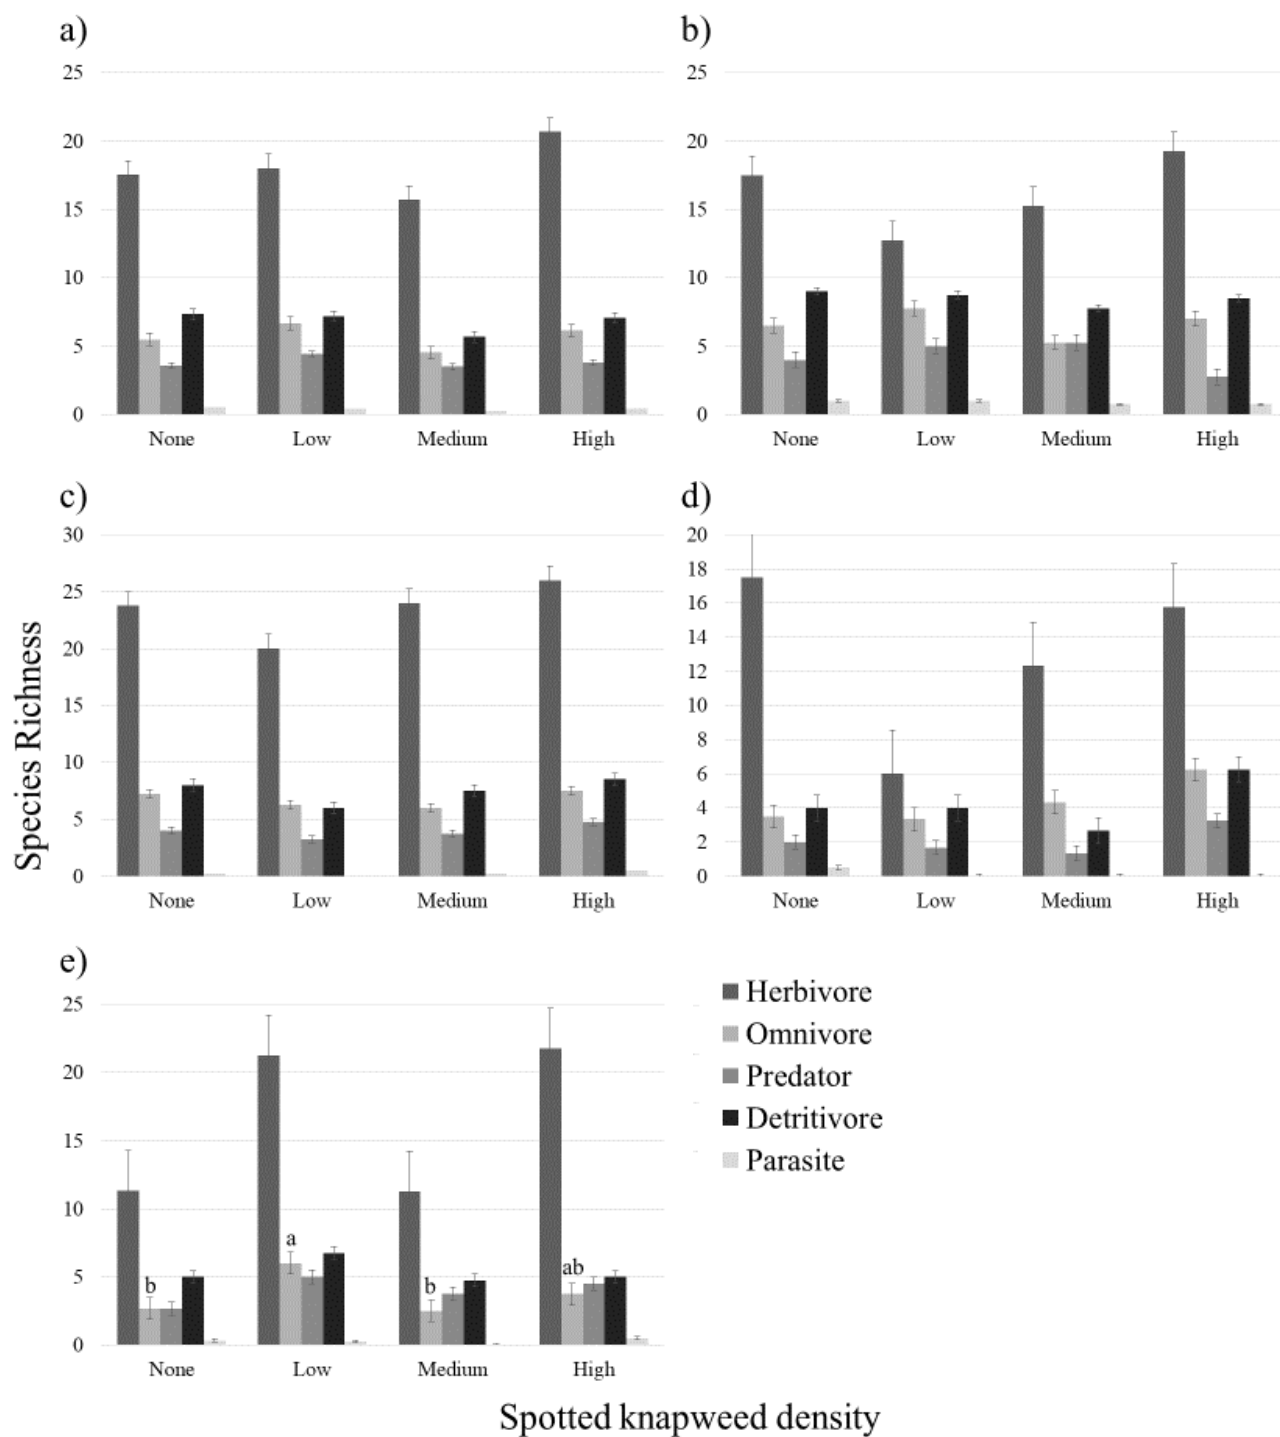 a)
25
20
15
10
5
0
None Low Medium High
b)
25
20
15
10
5
0
None Low Medium High
Species Richness
c)
30
25
20
15
10
5
0
None Low Medium High
d)
20
18
16
14
12
10
8
6
4
2
0
None Low Medium High
e)
25
20
15
10
5
0
b a b ab
None Low Medium High
Herbivore
Omnivore
Predator
Detritivore
Parasite
Spotted knapweed density